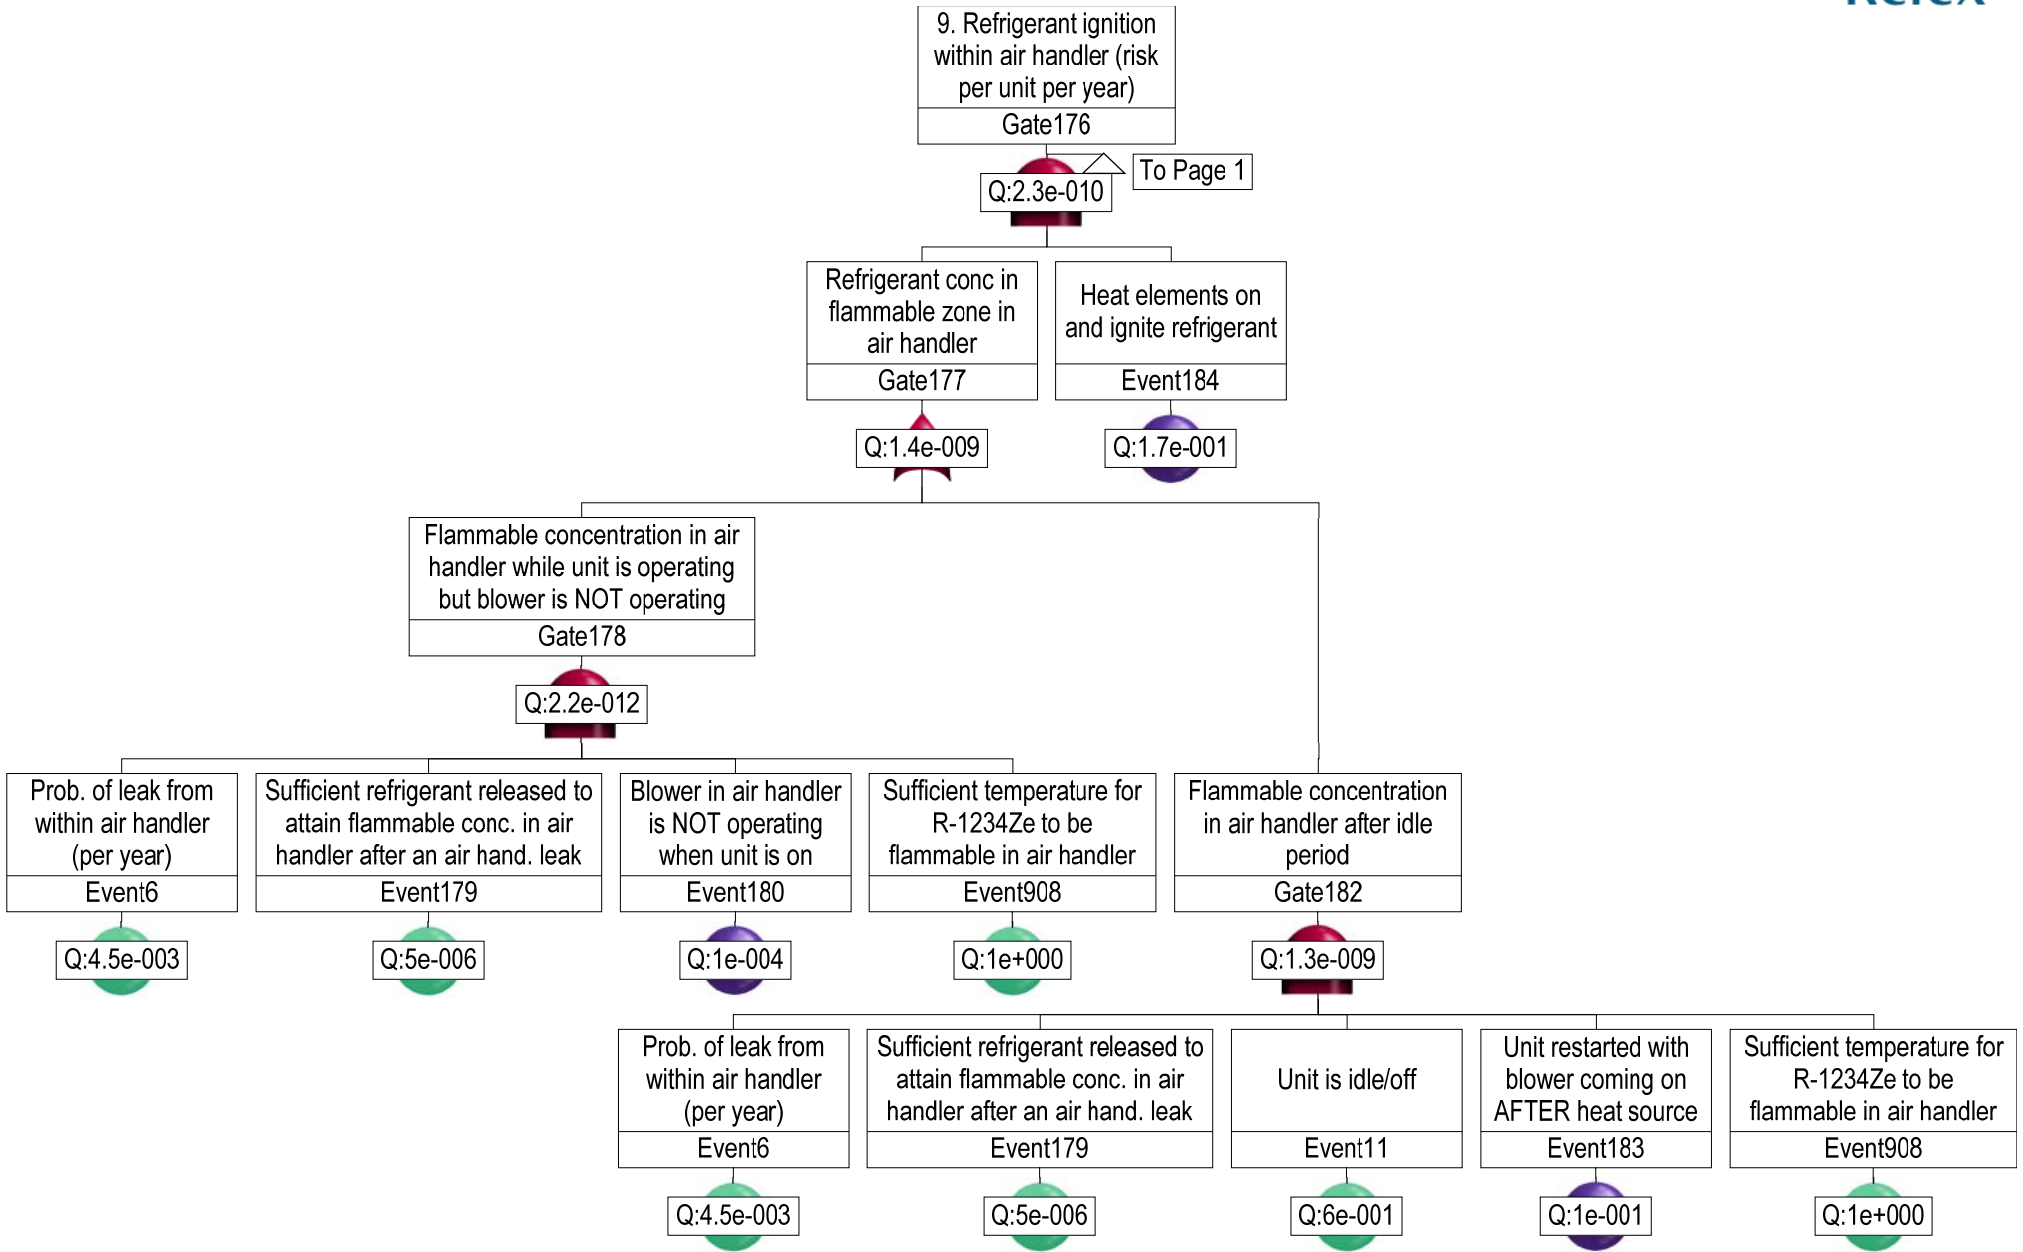 Relex
9. Refrigerant ignition
within air handler (risk
per unit per year)
Gate176
To Page 1
Q:2.3e-010
Refrigerant conc in
flammable zone in
air handler
Gate177
Q:1.4e-009
Heat elements on
and ignite refrigerant
Event184
Q:1.7e-001
Flammable concentration in air
handler while unit is operating
but blower is NOT operating
Gate178
Q:2.2e-012
Prob. of leak from
within air handler
(per year)
Event6
Q:4.5e-003
Sufficient refrigerant released to
attain flammable conc. in air
handler after an air hand. leak
Event179
Q:5e-006
Blower in air handler
is NOT operating
when unit is on
Event180
Q:1e-004
Sufficient temperature for
R-1234Ze to be
flammable in air handler
Event908
Q:1e+000
Flammable concentration
in air handler after idle
period
Gate182
Q:1.3e-009
Prob. of leak from
within air handler
(per year)
Event6
Q:4.5e-003
Sufficient refrigerant released to
attain flammable conc. in air
handler after an air hand. leak
Event179
Q:5e-006
Unit is idle/off
Event11
Q:6e-001
Unit restarted with
blower coming on
AFTER heat source
Event183
Q:1e-001
Sufficient temperature for
R-1234Ze to be
flammable in air handler
Event908
Q:1e+000